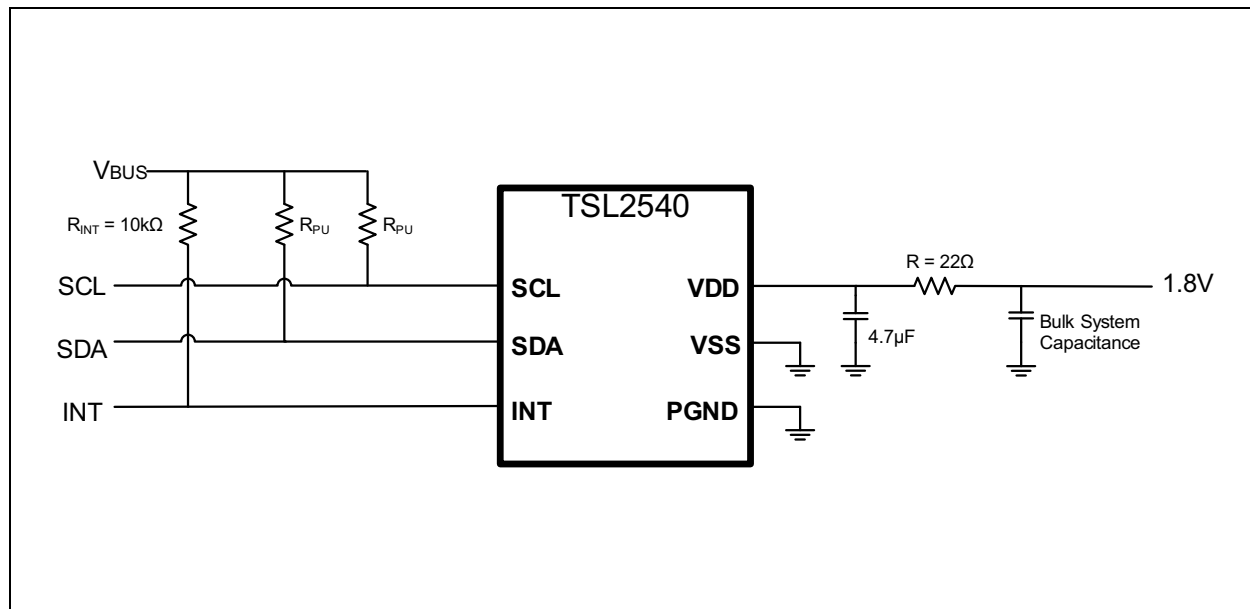 VBUS
RINT = 10kΩ
RPU
RPU
SCL
SDA
INT
TSL2540
SCL
SDA
INT
VDD
VSS
PGND
R = 22Ω
4.7µF
1.8V
Bulk System
Capacitance